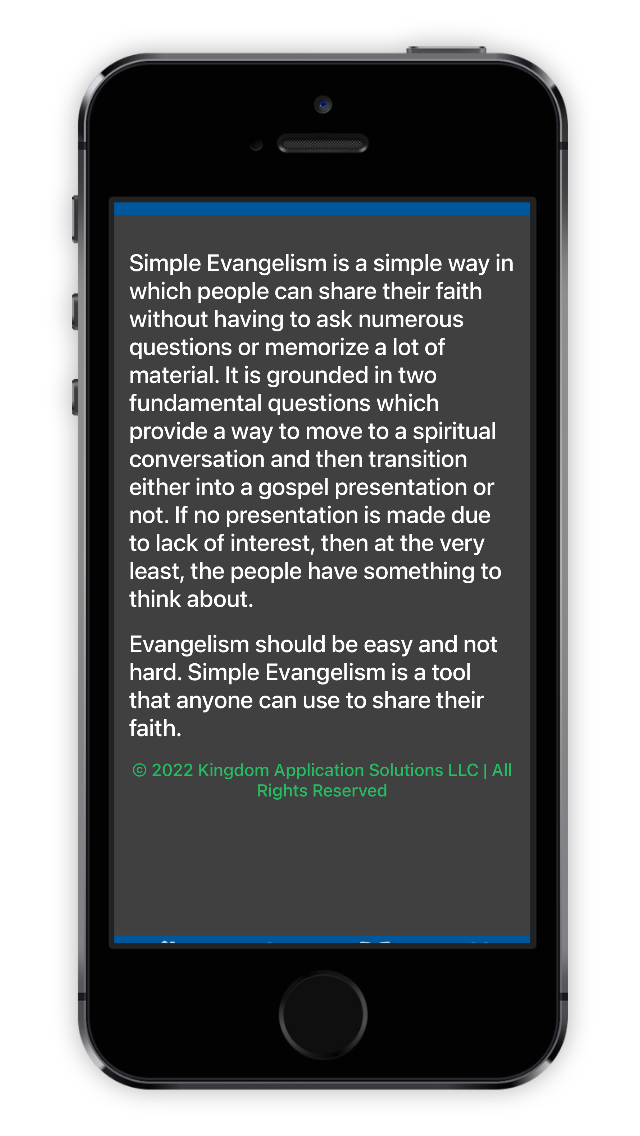 Simple Evangelism is a simple way in
which people can share their faith
without having to ask numerous
questions or memorize a lot of
material. It is grounded in two
fundamental questions which
provide a way to move to a spiritual
conversation and then transition
either into a gospel presentation or
not. If no presentation is made due
to lack of interest, then at the very
least, the people have something to
think about.
Evangelism should be easy and not
hard. Simple Evangelism is a tool
that anyone can use to share their
faith.
© 2022 Kingdom Application Solutions LLC | All
Rights Reserved